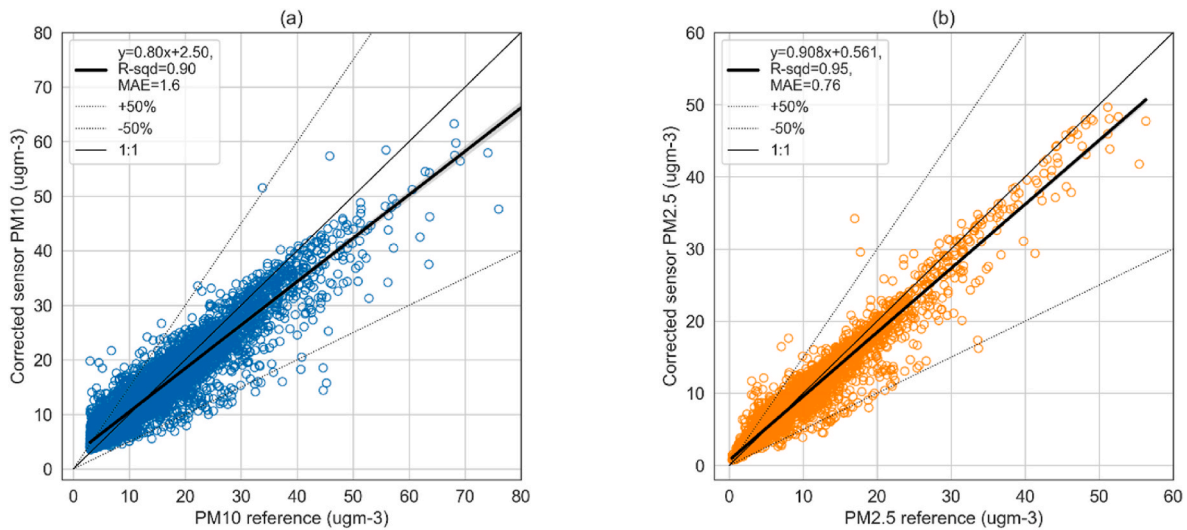 (a)
80
70
60
50
40
30
20
10
0
Corrected sensor PM10 (ugm-3)
y=0.80x+2.50,
R-sqd=0.90
MAE=1.6
+50%
-50%
1:1
0 10 20 30 40 50 60 70 80
PM10 reference (ugm-3)
(b)
60
50
40
30
20
10
0
Corrected sensor PM2.5 (ugm-3)
y=0.908x+0.561,
R-sqd=0.95,
MAE=0.76
+50%
-50%
1:1
0 10 20 30 40 50 60
PM2.5 reference (ugm-3)